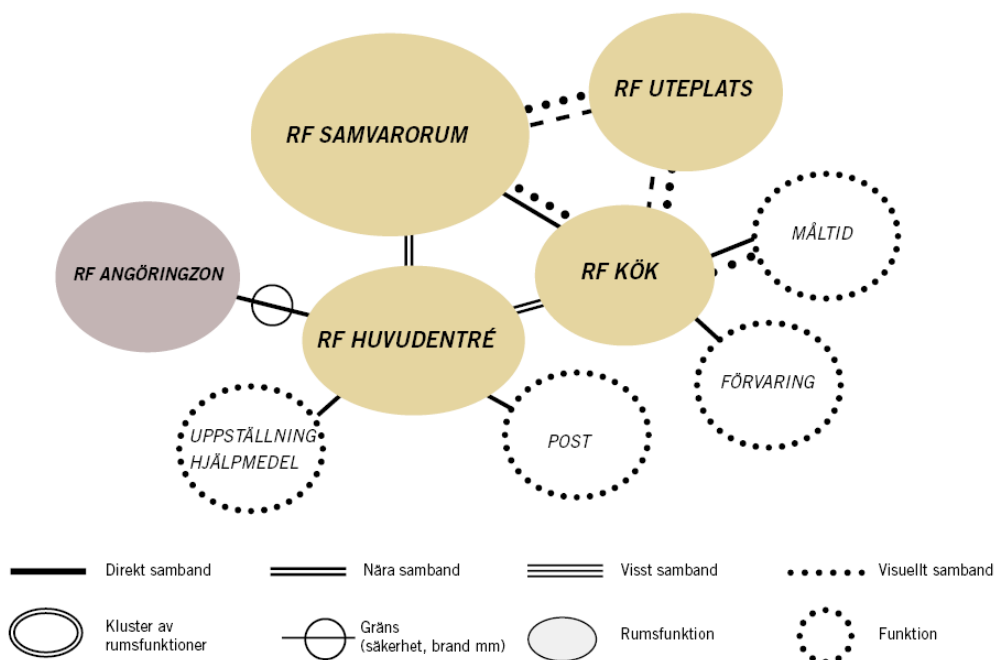 RF UTEPLATS
RF SAMVARORUM
MÅLTID
RF ANGÖRINGZON
RF KÖK
RF HUVUDENTRÉ
FÖRVARING
UPPSTÄLLNING
HJÄLPMEDEL
POST
Direkt samband
Nära samband
Visst samband
Visuellt samband
Kluster av
rumsfunktioner
Gräns
(säkerhet, brand mm)
Rumsfunktion
Funktion